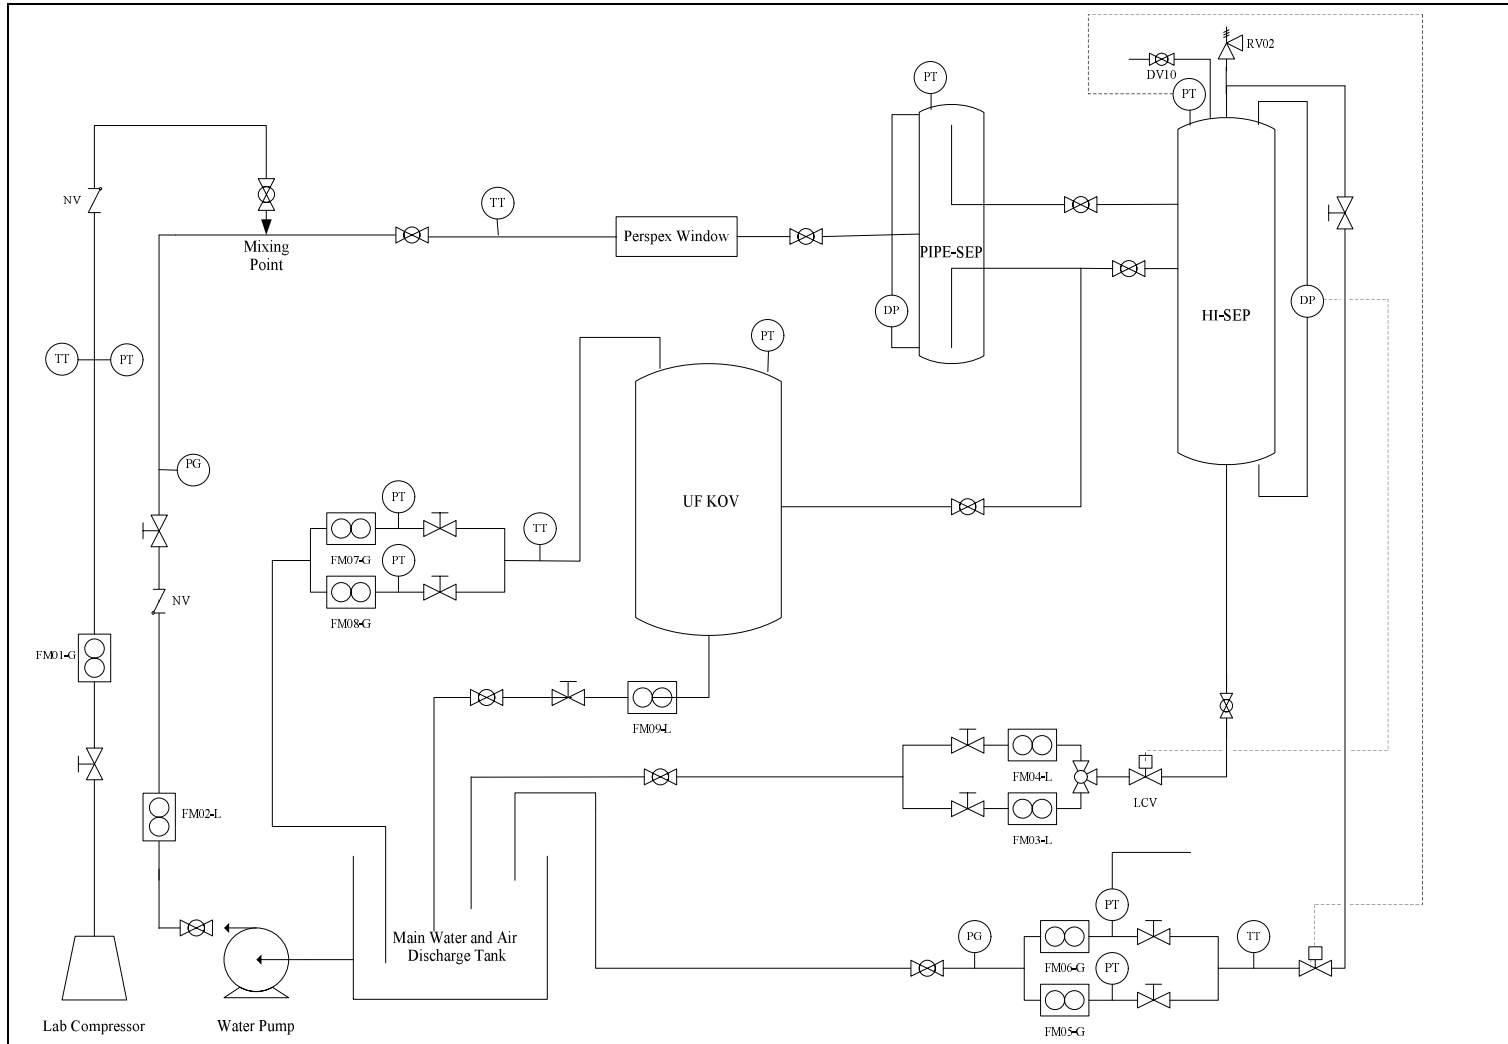 PT
RV02
DV10
PT
NV
TT
Perspex Window
Mixing
Point
PIPE-SEP
DP
DP
HI-SEP
PT
TT
PT
PG
UF KOV
PT
TT
FM07-G
PT
NV
FM08-G
FM01-G
FM09-L
FM04-L
LCV
FM02-L
FM03-L
PT
Main Water and Air
Discharge Tank
PG
TT
FM06-G
PT
FM05-G
Lab Compressor
Water Pump